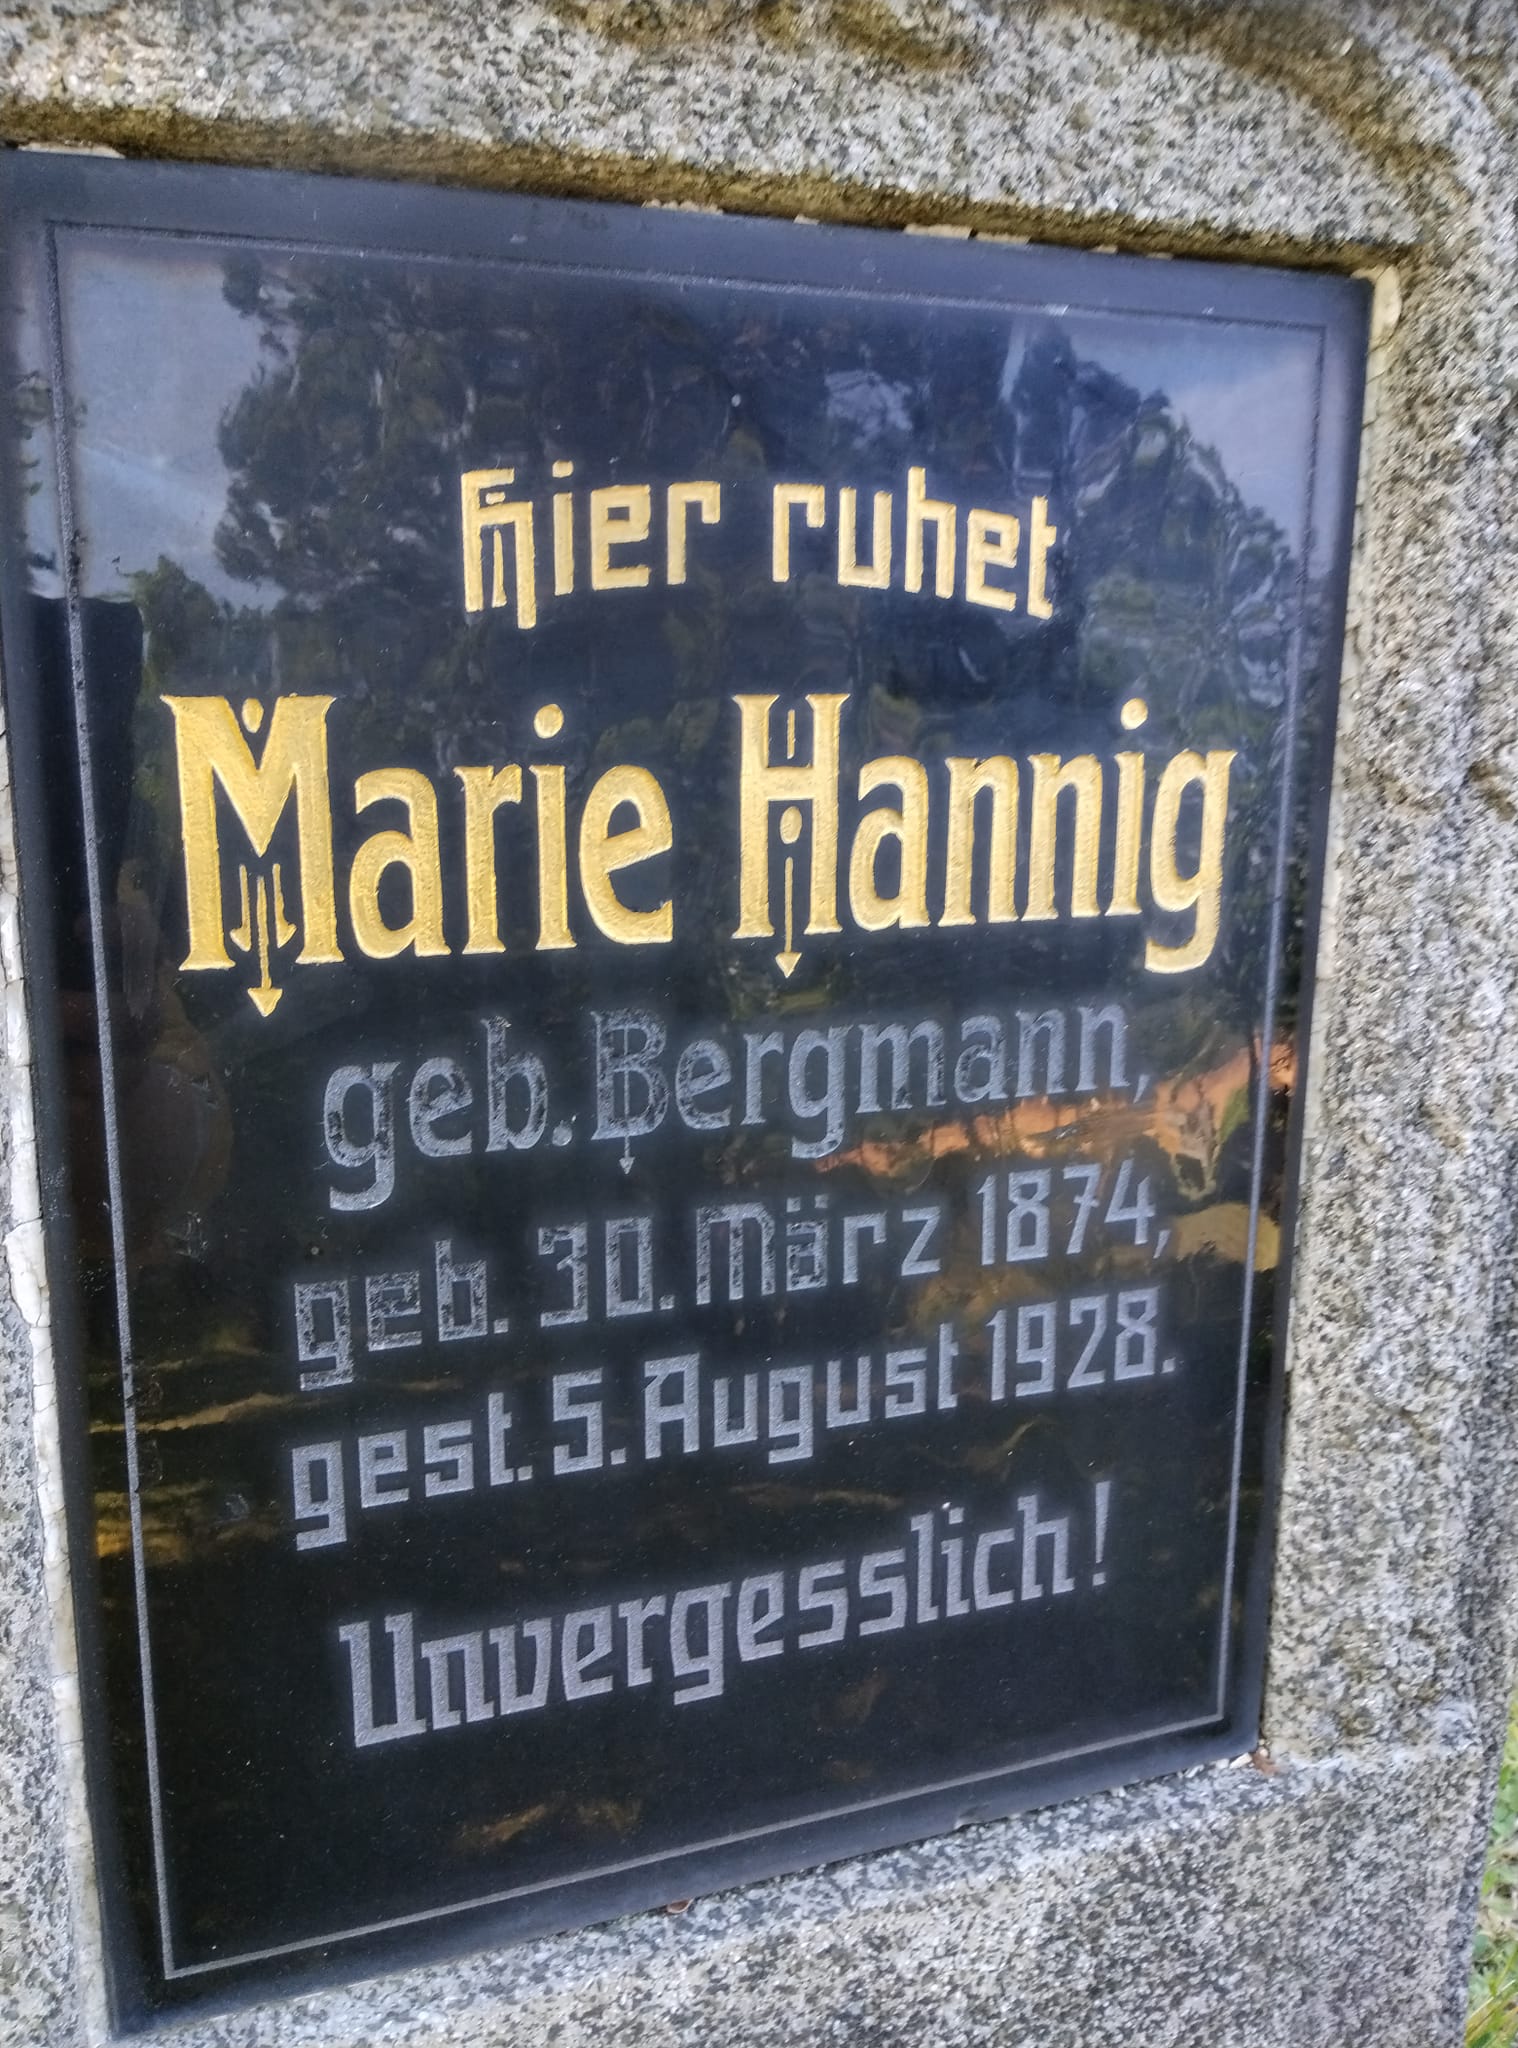 Hier ruhet
Marie Hannig
geb. Bergmann,
geb. 30. März 1874,
gest. 5. August 1928.
Unvergesslich!